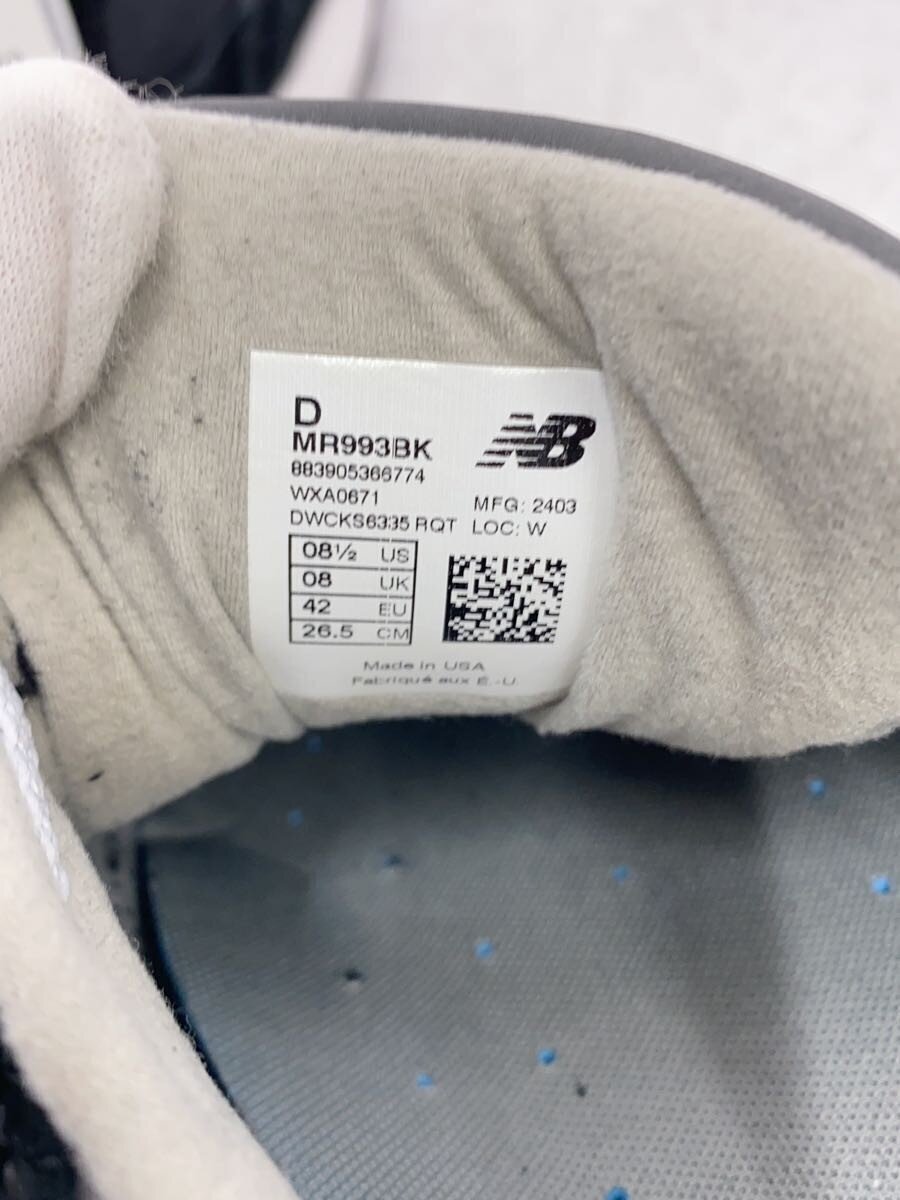 D
MR993BK
883905366774
WXA0671
DWCKS6335 RQT
NB
MFG: 2403
LOC: W
08½ US
08 UK
42 EU
26.5 CM
Made in USA
Fabriqué aux É.-U.